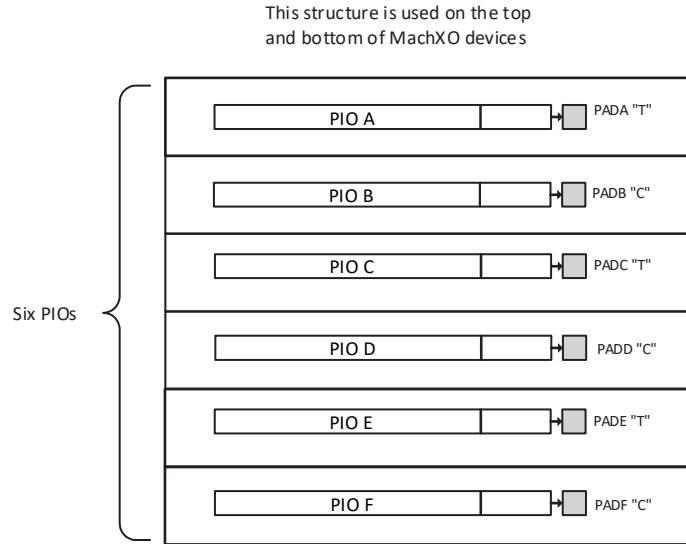 This structure is used on the top
and bottom of MachXO devices
PIO A
PADA "T"
PIO B
PADB "C"
PIO C
PADC "T"
Six PIOs
PIO D
PADD "C"
PIO E
PADE "T"
PIO F
PADF "C"